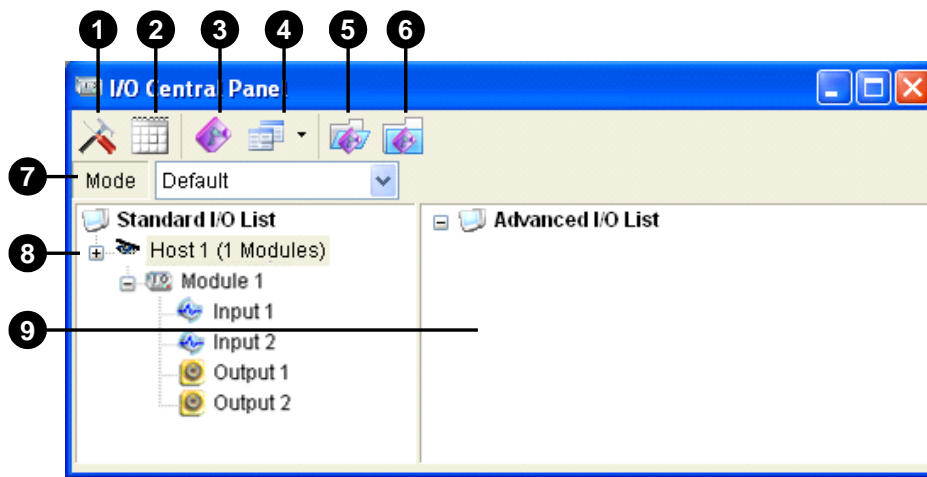 1 2 3 4 5 6
I/O Central Panel
7 Mode Default
Standard I/O List
Advanced I/O List
8 Host 1 (1 Modules)
Module 1
Input 1
9 Input 2
Output 1
Output 2